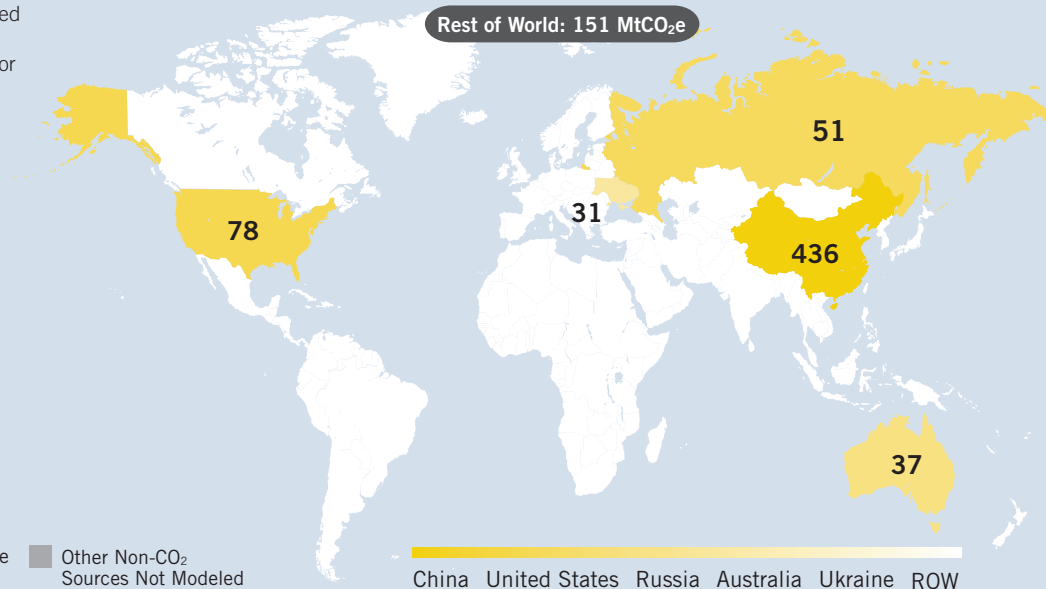 ed
or
Rest of World: 151 MtCO₂e
51
31
78
436
37
e
Other Non-CO₂
Sources Not Modeled
China United States Russia Australia Ukraine ROW